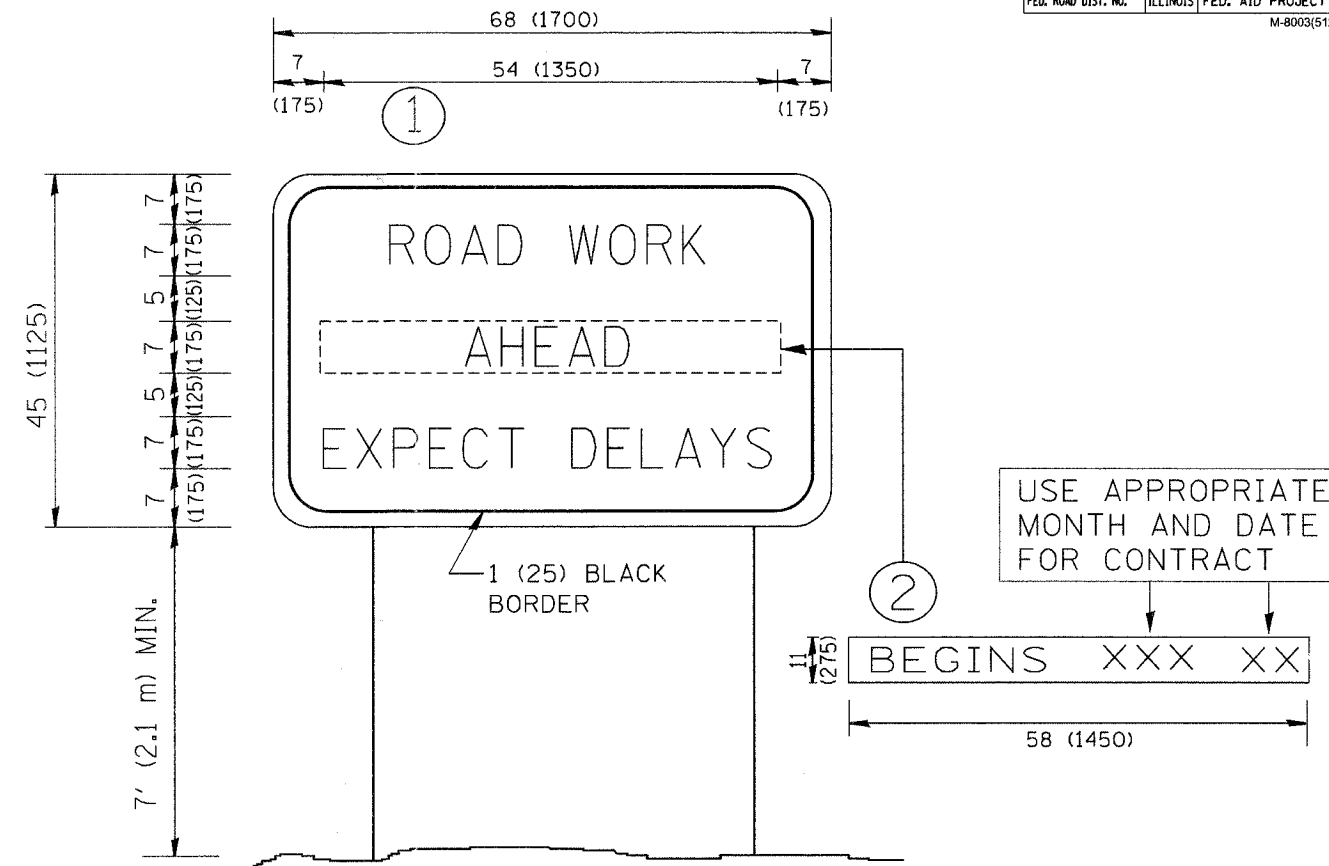 FED. ROAD DIST. NO. ILLINOIS FED. AID PROJECT
68 (1700)
7 54 (1350) 7
(175) (175)
1
45 (1125)
7 (175)
7 (175)
5 (125)
7 (175)
5 (125)
7 (175)
7 (175)
ROAD WORK
AHEAD
EXPECT DELAYS
1 (25) BLACK
BORDER
7' (2.1 m) MIN.
2
USE APPROPRIATE
MONTH AND DATE
FOR CONTRACT
11
(275)
BEGINS XXX XX
58 (1450)